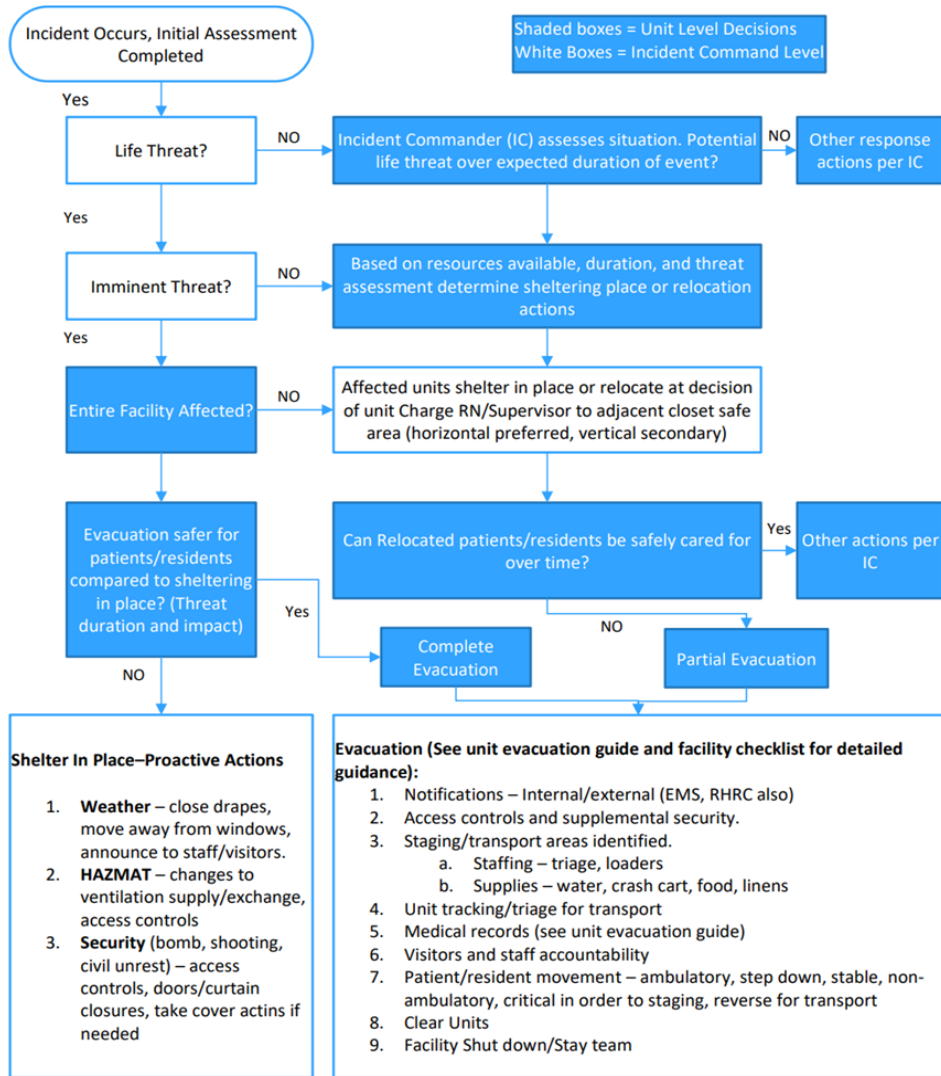 Incident Occurs, Initial Assessment
Completed
Shaded boxes = Unit Level Decisions
White Boxes = Incident Command Level
Yes
Life Threat?
NO
Incident Commander (IC) assesses situation. Potential
life threat over expected duration of event?
NO
Other response
actions per IC
Yes
Imminent Threat?
NO
Based on resources available, duration, and threat
assessment determine sheltering place or relocation
actions
Yes
Entire Facility Affected?
NO
Affected units shelter in place or relocate at decision
of unit Charge RN/Supervisor to adjacent closet safe
area (horizontal preferred, vertical secondary)
Evacuation safer for
patients/residents
compared to sheltering
in place? (Threat
duration and impact)
Yes
Can Relocated patients/residents be safely cared for
over time?
Yes
Other actions per
IC
NO
Complete
Evacuation
Partial Evacuation
NO
Shelter In Place–Proactive Actions
1. Weather – close drapes,
move away from windows,
announce to staff/visitors.
2. HAZMAT – changes to
ventilation supply/exchange,
access controls
3. Security (bomb, shooting,
civil unrest) – access
controls, doors/curtain
closures, take cover actins if
needed
Evacuation (See unit evacuation guide and facility checklist for detailed
guidance):
1. Notifications – Internal/external (EMS, RHRC also)
2. Access controls and supplemental security.
3. Staging/transport areas identified.
a. Staffing – triage, loaders
b. Supplies – water, crash cart, food, linens
4. Unit tracking/triage for transport
5. Medical records (see unit evacuation guide)
6. Visitors and staff accountability
7. Patient/resident movement – ambulatory, step down, stable, non-
ambulatory, critical in order to staging, reverse for transport
8. Clear Units
9. Facility Shut down/Stay team